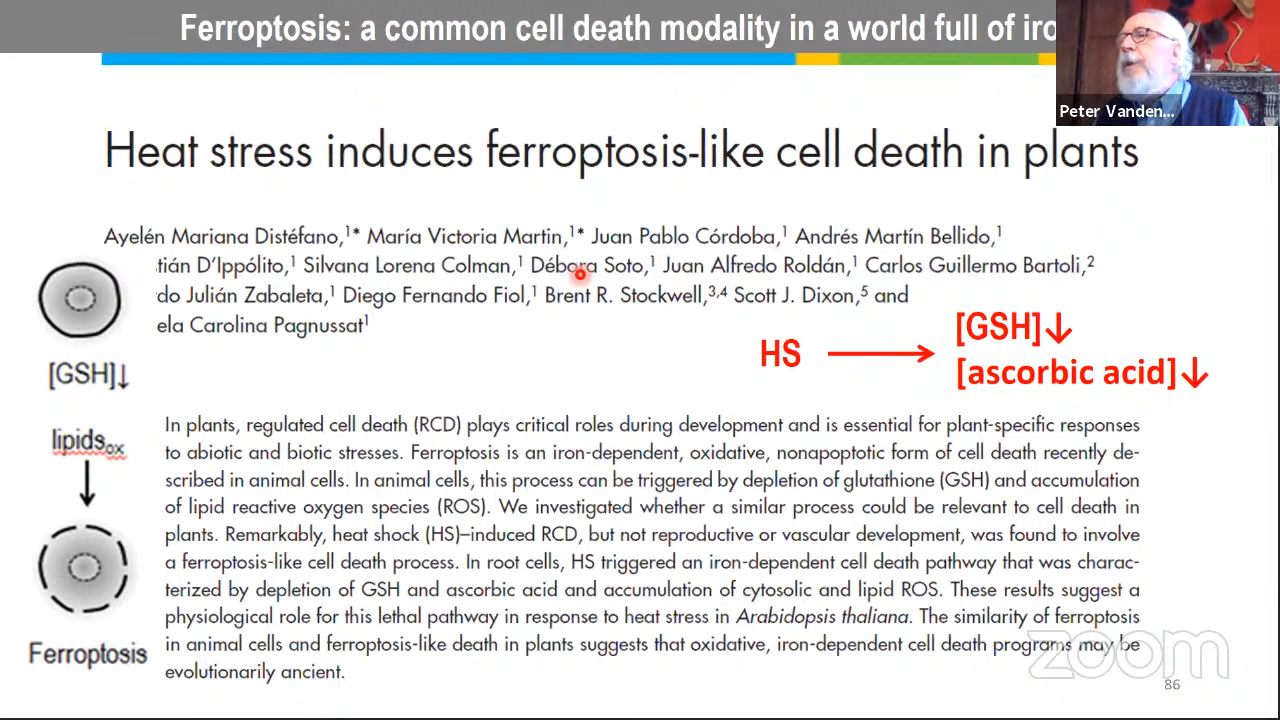 Ferroptosis: a common cell death modality in a world full of iro
Peter Vanden...
Heat stress induces ferroptosis-like cell death in plants
Ayelén Mariana Distéfano,¹* María Victoria Martin,¹* Juan Pablo Córdoba,¹ Andrés Martín Bellido,¹
tián D’Ippólito,¹ Silvana Lorena Colman,¹ Débora Soto,¹ Juan Alfredo Roldán,¹ Carlos Guillermo Bartoli,²
do Julián Zabaleta,¹ Diego Fernando Fiol,¹ Brent R. Stockwell,³,⁴ Scott J. Dixon,⁵ and
ela Carolina Pagnussat¹
[GSH]↓
HS → [GSH]↓
[ascorbic acid]↓
lipidsox
Ferroptosis
In plants, regulated cell death (RCD) plays critical roles during development and is essential for plant-specific responses
to abiotic and biotic stresses. Ferroptosis is an iron-dependent, oxidative, nonapoptotic form of cell death recently de-
scribed in animal cells. In animal cells, this process can be triggered by depletion of glutathione (GSH) and accumulation
of lipid reactive oxygen species (ROS). We investigated whether a similar process could be relevant to cell death in
plants. Remarkably, heat shock (HS)–induced RCD, but not reproductive or vascular development, was found to involve
a ferroptosis-like cell death process. In root cells, HS triggered an iron-dependent cell death pathway that was charac-
terized by depletion of GSH and ascorbic acid and accumulation of cytosolic and lipid ROS. These results suggest a
physiological role for this lethal pathway in response to heat stress in Arabidopsis thaliana. The similarity of ferroptosis
in animal cells and ferroptosis-like death in plants suggests that oxidative, iron-dependent cell death programs may be
evolutionarily ancient.
zoom
86